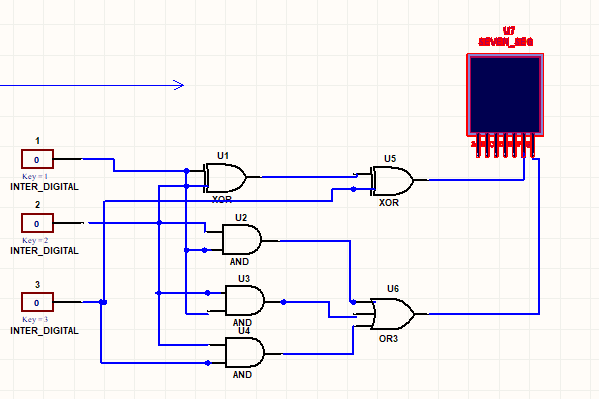 U7
SEVEN_SEG
1
0
Key = 1
INTER_DIGITAL
2
0
Key = 2
INTER_DIGITAL
3
0
Key = 3
INTER_DIGITAL
U1
XOR
U5
XOR
U2
AND
U3
AND
U4
AND
U6
OR3